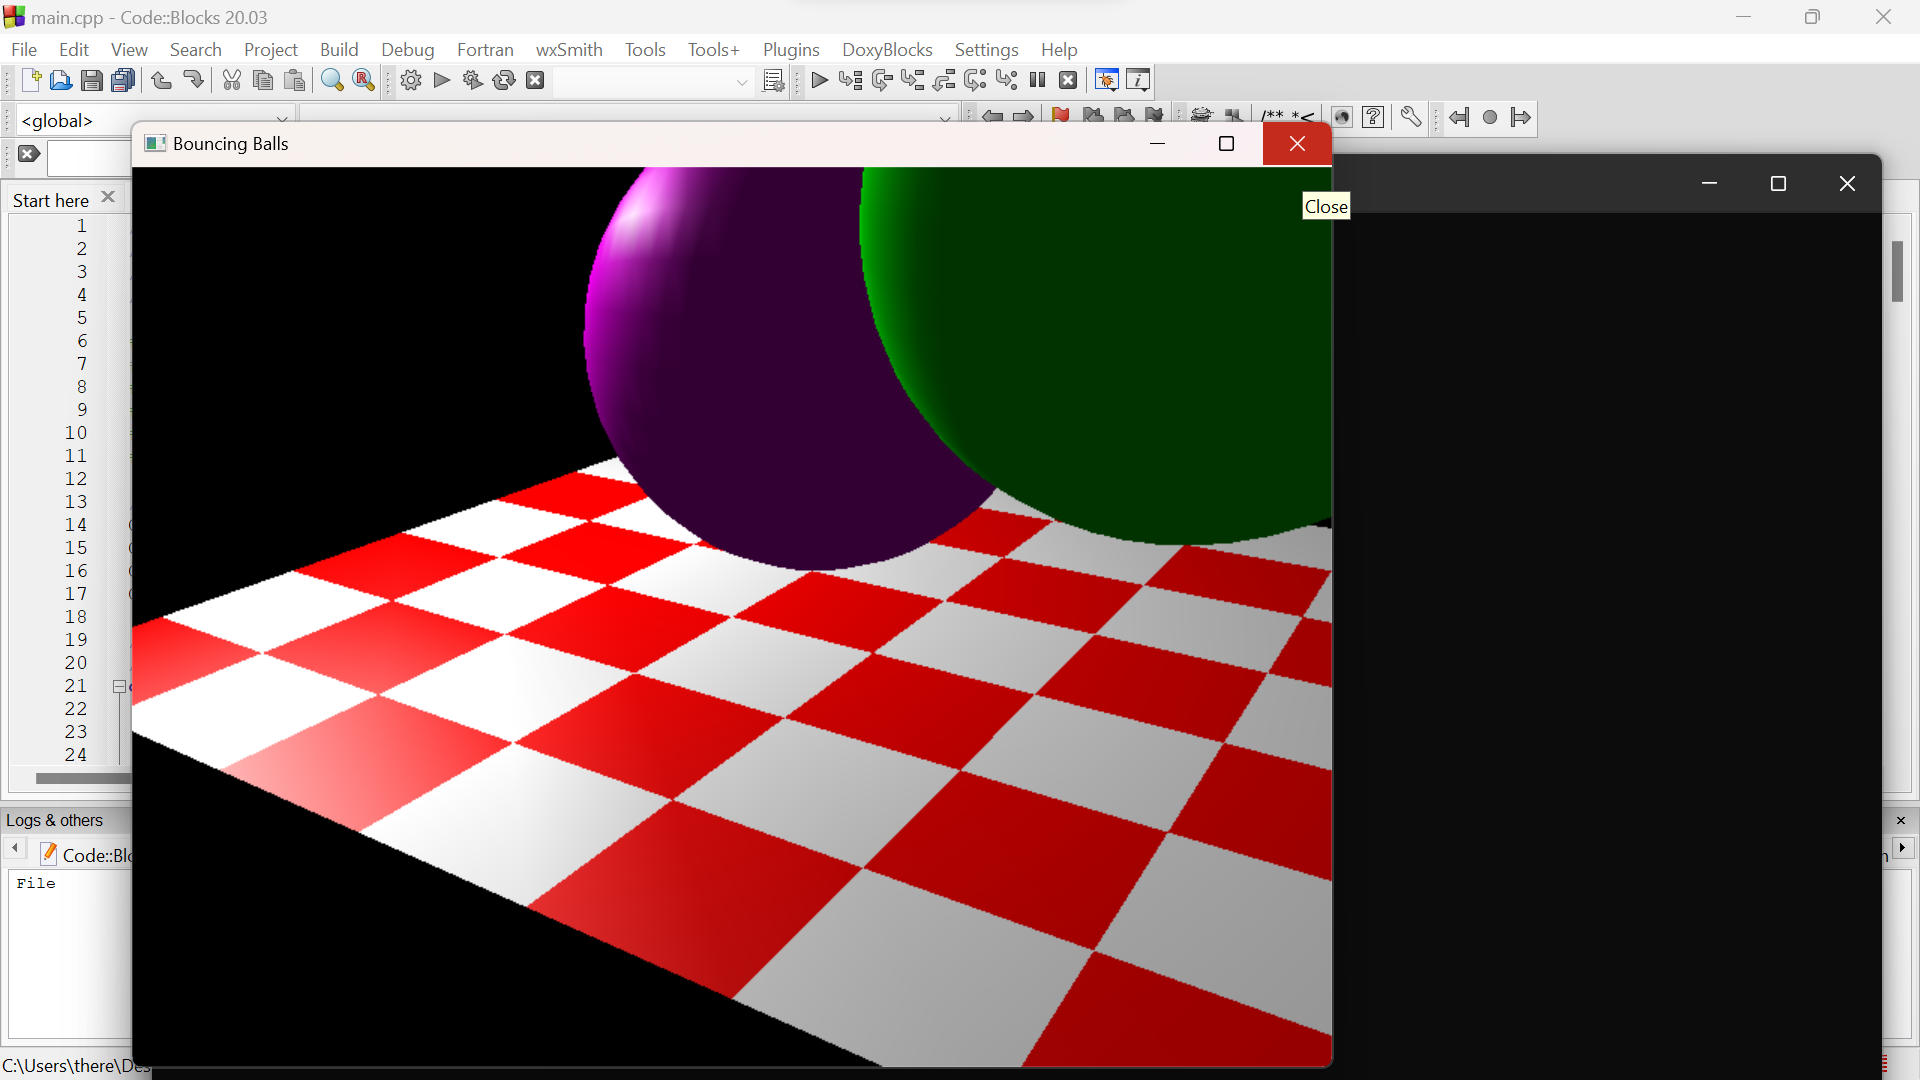 main.cpp - Code::Blocks 20.03
File Edit View Search Project Build Debug Fortran wxSmith Tools Tools+ Plugins DoxyBlocks Settings Help
<global>
/** *<
Bouncing Balls
Close
Start here
1
2
3
4
5
6
7
8
9
10
11
12
13
14
15
16
17
18
19
20
21
22
23
24
Logs & others
Code::Blo
File
C:\Users\there\Des